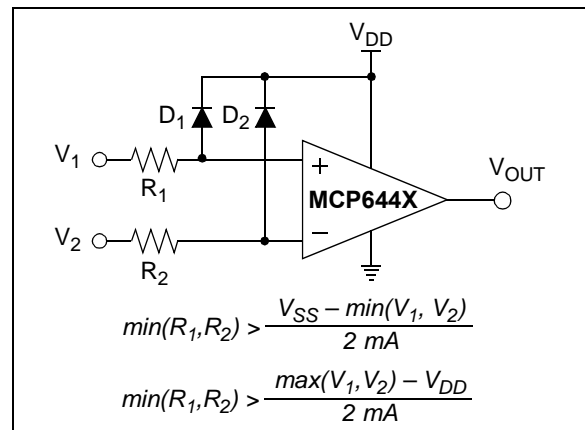 V_DD
D_1 D_2
V_1
R_1
+
MCP644X
V_OUT
V_2
R_2
–
min(R_1,R_2) > V_SS – min(V_1, V_2) / 2 mA
min(R_1,R_2) > max(V_1,V_2) – V_DD / 2 mA